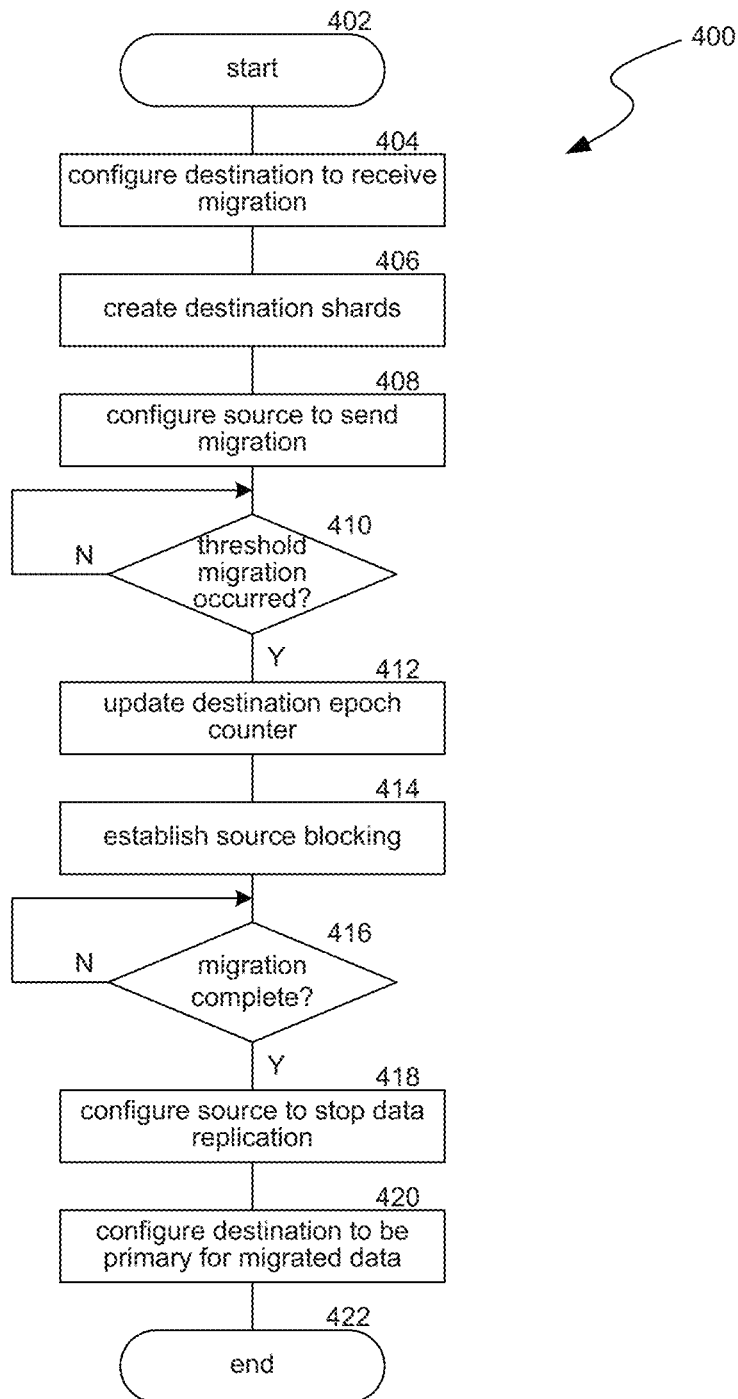 402
start
400
404
configure destination to receive
migration
406
create destination shards
408
configure source to send
migration
410
threshold
migration
occurred?
N
Y
412
update destination epoch
counter
414
establish source blocking
416
migration
complete?
N
Y
418
configure source to stop data
replication
420
configure destination to be
primary for migrated data
422
end